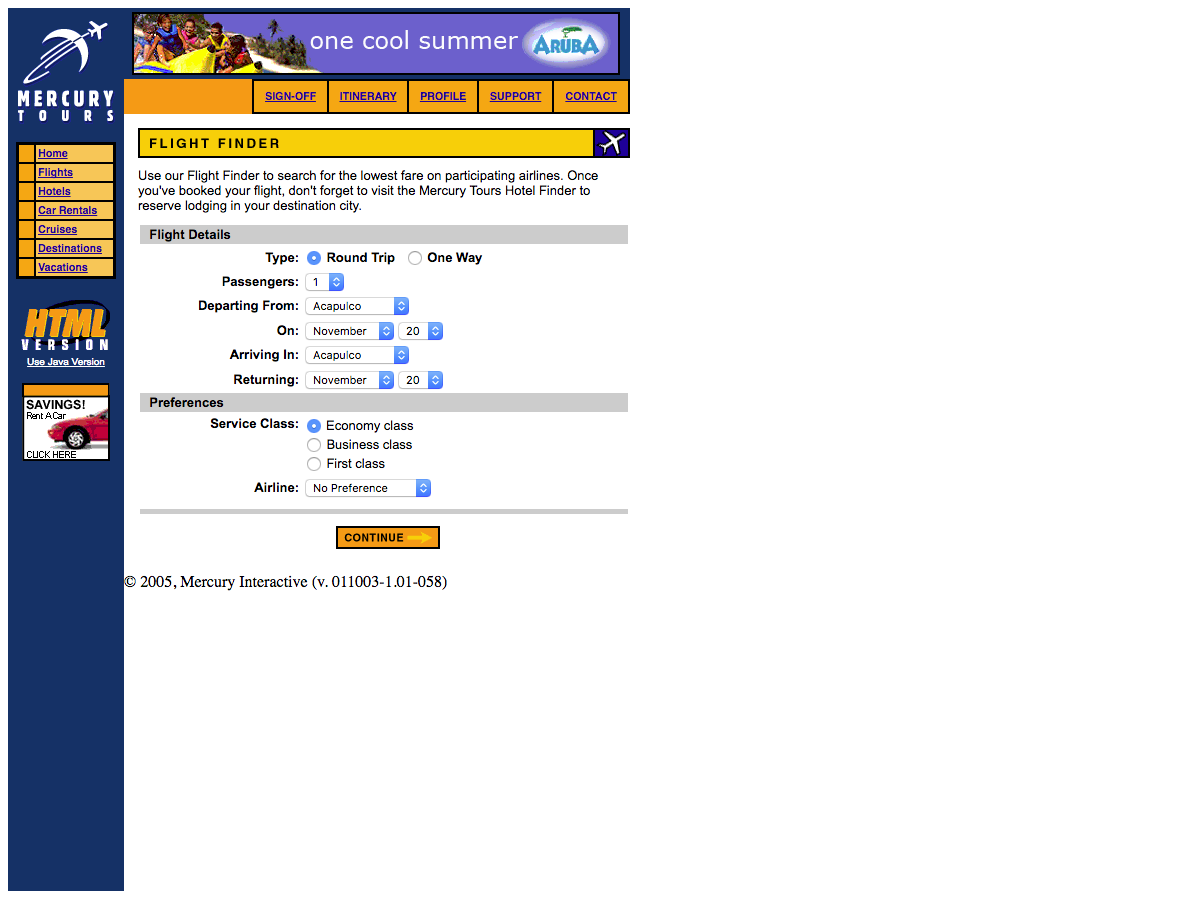 one cool summer ARUBA
MERCURY
TOURS
SIGN-OFF ITINERARY PROFILE SUPPORT CONTACT
Home
Flights
Hotels
Car Rentals
Cruises
Destinations
Vacations
HTML
VERSION
Use Java Version
SAVINGS!
Rent A Car
CLICK HERE
FLIGHT FINDER
Use our Flight Finder to search for the lowest fare on participating airlines. Once
you've booked your flight, don't forget to visit the Mercury Tours Hotel Finder to
reserve lodging in your destination city.
Flight Details
Type: Round Trip One Way
Passengers: 1
Departing From: Acapulco
On: November 20
Arriving In: Acapulco
Returning: November 20
Preferences
Service Class: Economy class
Business class
First class
Airline: No Preference
CONTINUE
© 2005, Mercury Interactive (v. 011003-1.01-058)